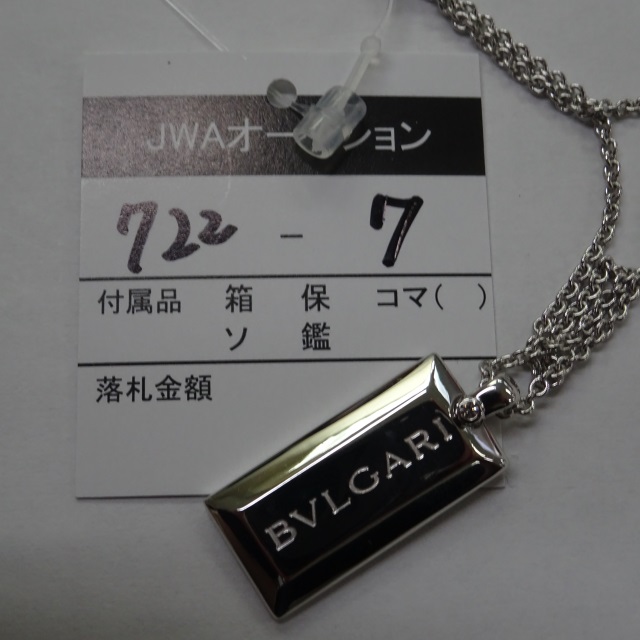 JWAオークション
722 - 7
付属品 箱 保 コマ( )
ソ 鑑
落札金額
BVLGARI